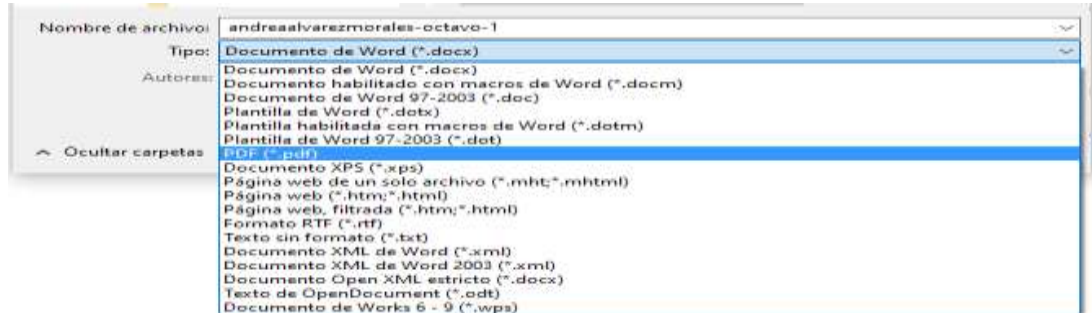 Nombre de archivo: andreaalvarezmorales-octavo-1
Tipo: Documento de Word (*.docx)
Autores:
Documento de Word (*.docx)
Documento habilitado con macros de Word (*.docm)
Documento de Word 97-2003 (*.doc)
Plantilla de Word (*.dotx)
Plantilla habilitada con macros de Word (*.dotm)
Plantilla de Word 97-2003 (*.dot)
Ocultar carpetas
PDF (*.pdf)
Documento XPS (*.xps)
Página web de un solo archivo (*.mht;*.mhtml)
Página web (*.htm;*.html)
Página web, filtrada (*.htm;*.html)
Formato RTF (*.rtf)
Texto sin formato (*.txt)
Documento XML de Word (*.xml)
Documento XML de Word 2003 (*.xml)
Documento Open XML estricto (*.docx)
Texto de OpenDocument (*.odt)
Documento de Works 6 - 9 (*.wps)